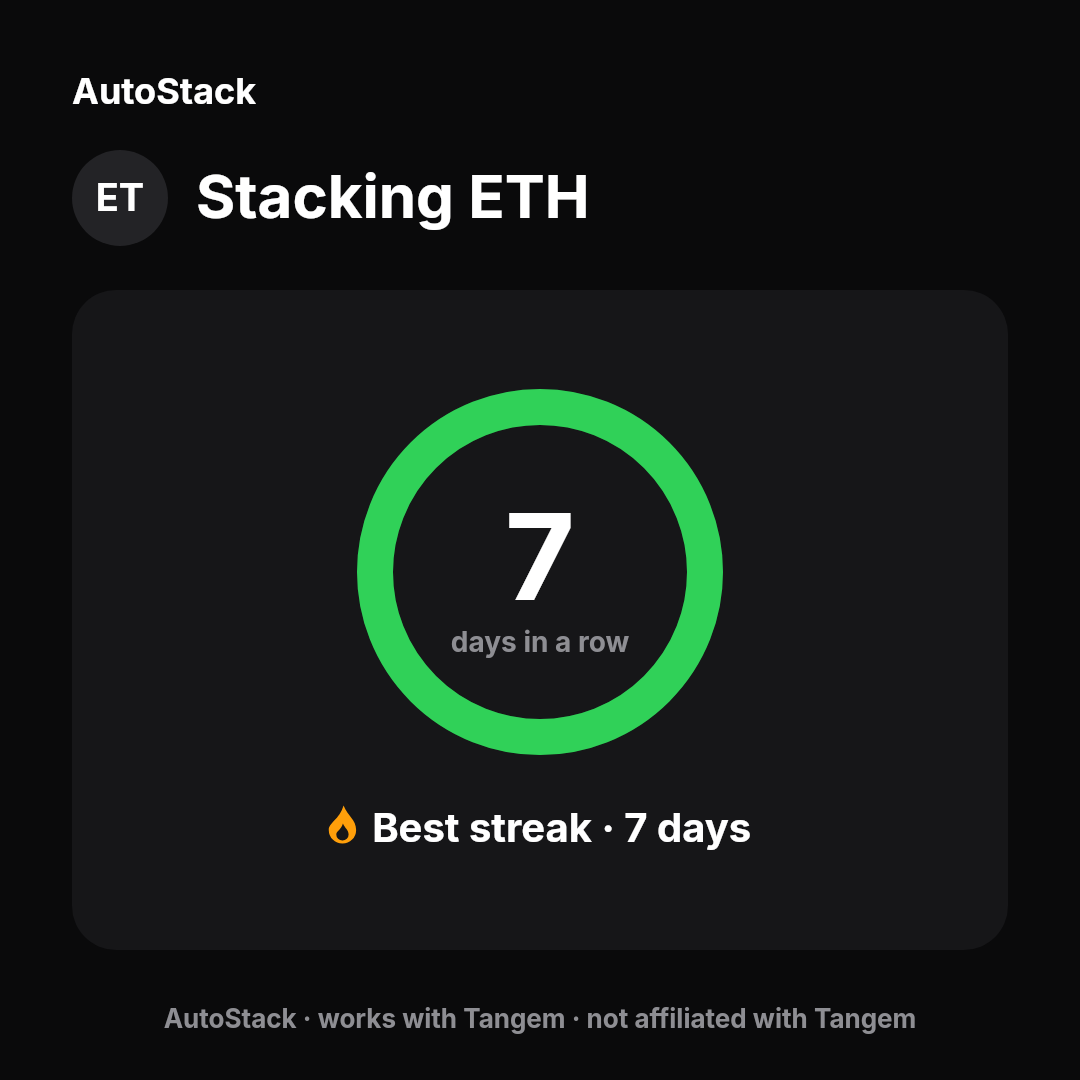 AutoStack
ET
Stacking ETH
7
days in a row
Best streak · 7 days
AutoStack · works with Tangem · not affiliated with Tangem